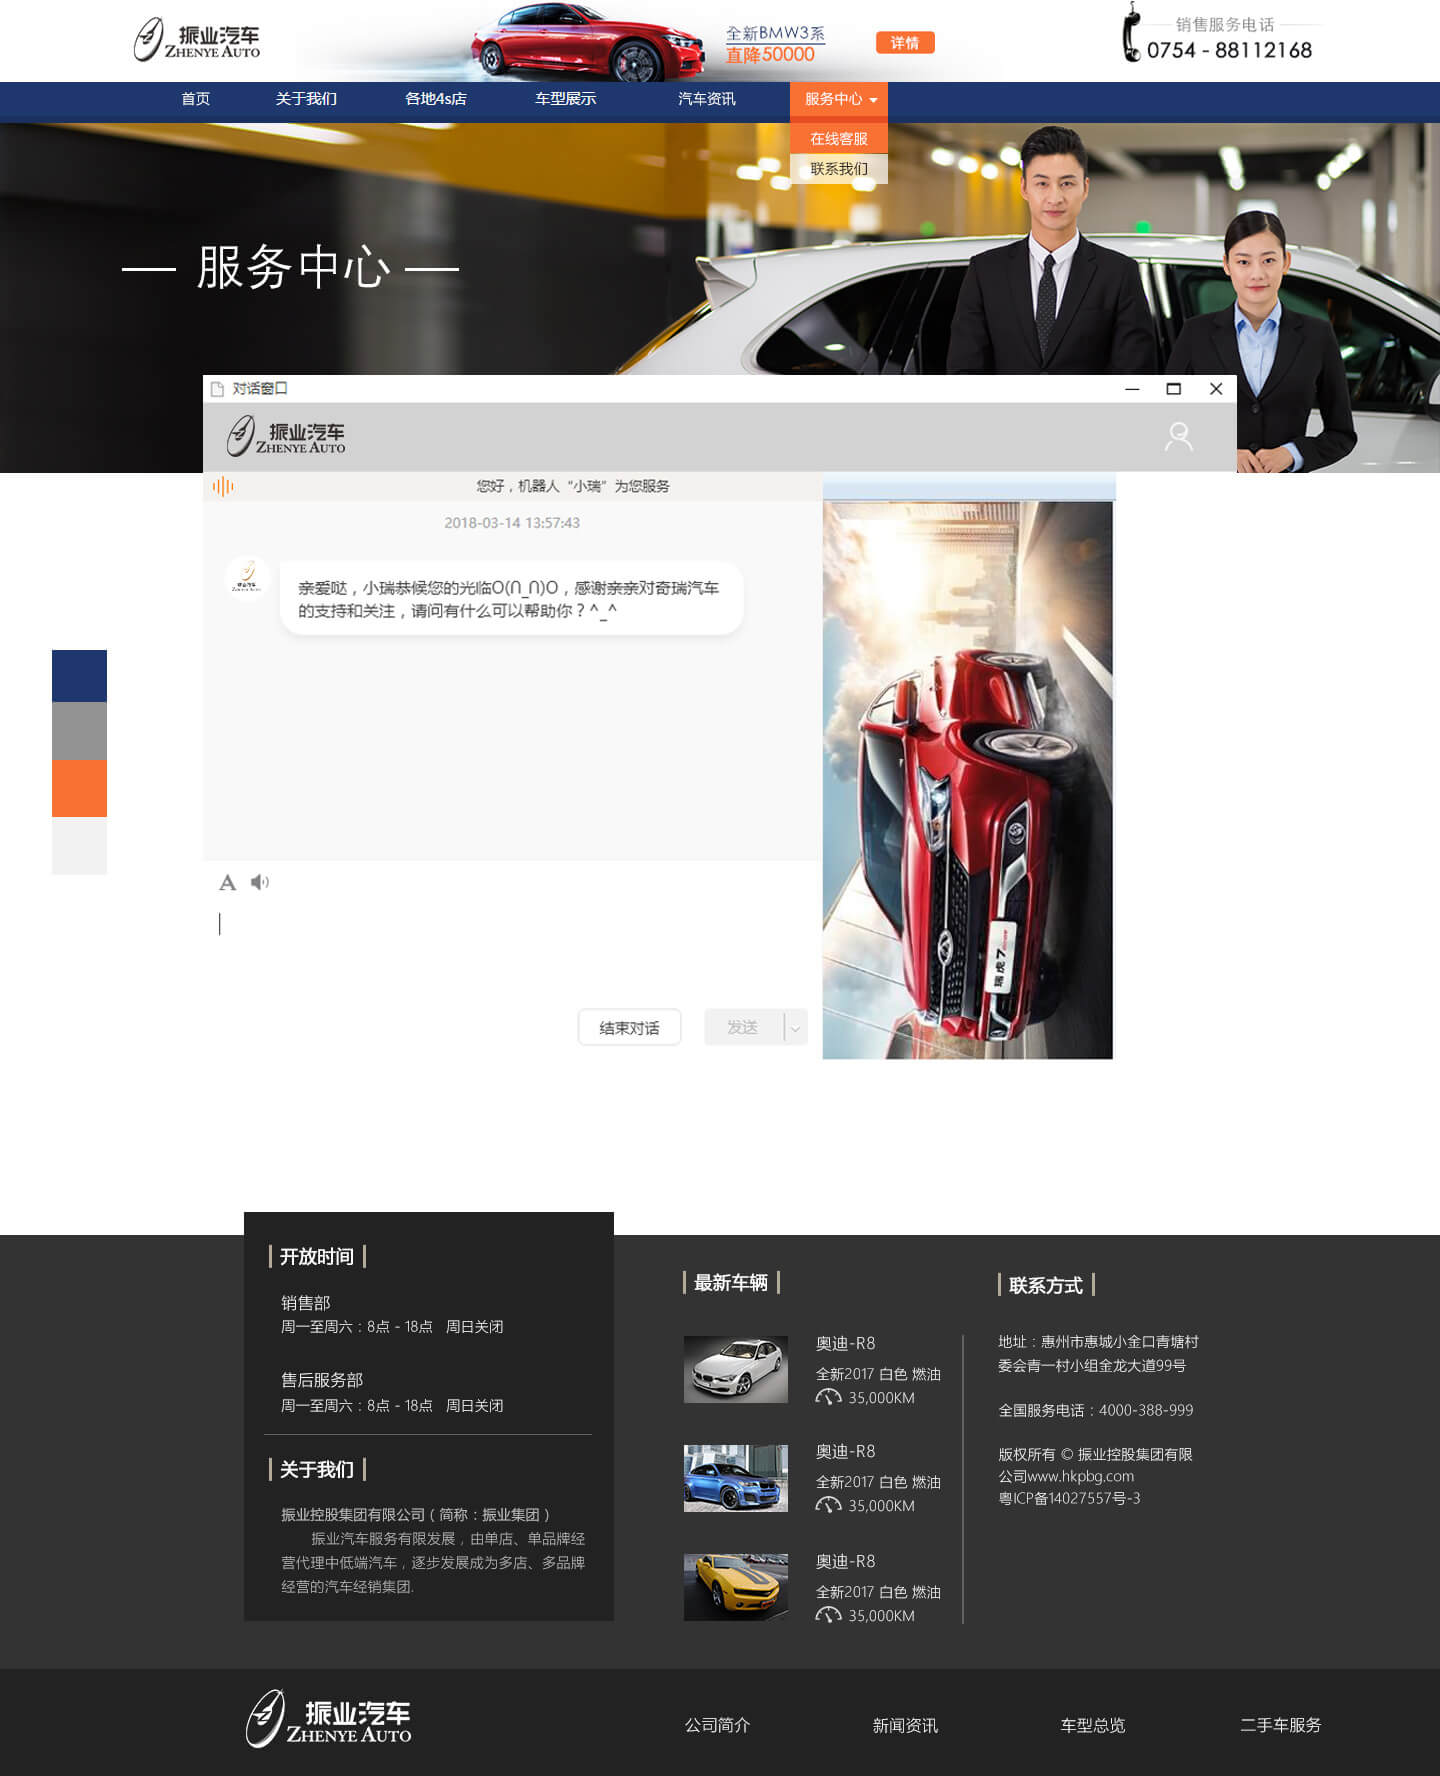 振业汽车
ZHENYE AUTO
全新BMW3系
直降50000
详情
销售服务电话
0754 - 88112168
首页
关于我们
各地4s店
车型展示
汽车资讯
服务中心
在线客服
联系我们
服务中心
对话窗口
振业汽车
ZHENYE AUTO
您好，机器人“小瑞”为您服务
2018-03-14 13:57:43
亲爱哒，小瑞恭候您的光临O(∩_∩)O，感谢亲亲对奇瑞汽车
的支持和关注，请问有什么可以帮助你？^_^
瑞虎7
A
结束对话
发送
开放时间
销售部
周一至周六：8点 - 18点 周日关闭
售后服务部
周一至周六：8点 - 18点 周日关闭
关于我们
振业控股集团有限公司（简称：振业集团）
振业汽车服务有限发展，由单店、单品牌经
营代理中低端汽车，逐步发展成为多店、多品牌
经营的汽车经销集团.
最新车辆
奥迪-R8
全新2017 白色 燃油
35,000KM
奥迪-R8
全新2017 白色 燃油
35,000KM
奥迪-R8
全新2017 白色 燃油
35,000KM
联系方式
地址：惠州市惠城小金口青塘村
委会青一村小组金龙大道99号
全国服务电话：4000-388-999
版权所有 © 振业控股集团有限
公司www.hkpbg.com
粤ICP备14027557号-3
振业汽车
ZHENYE AUTO
公司简介
新闻资讯
车型总览
二手车服务